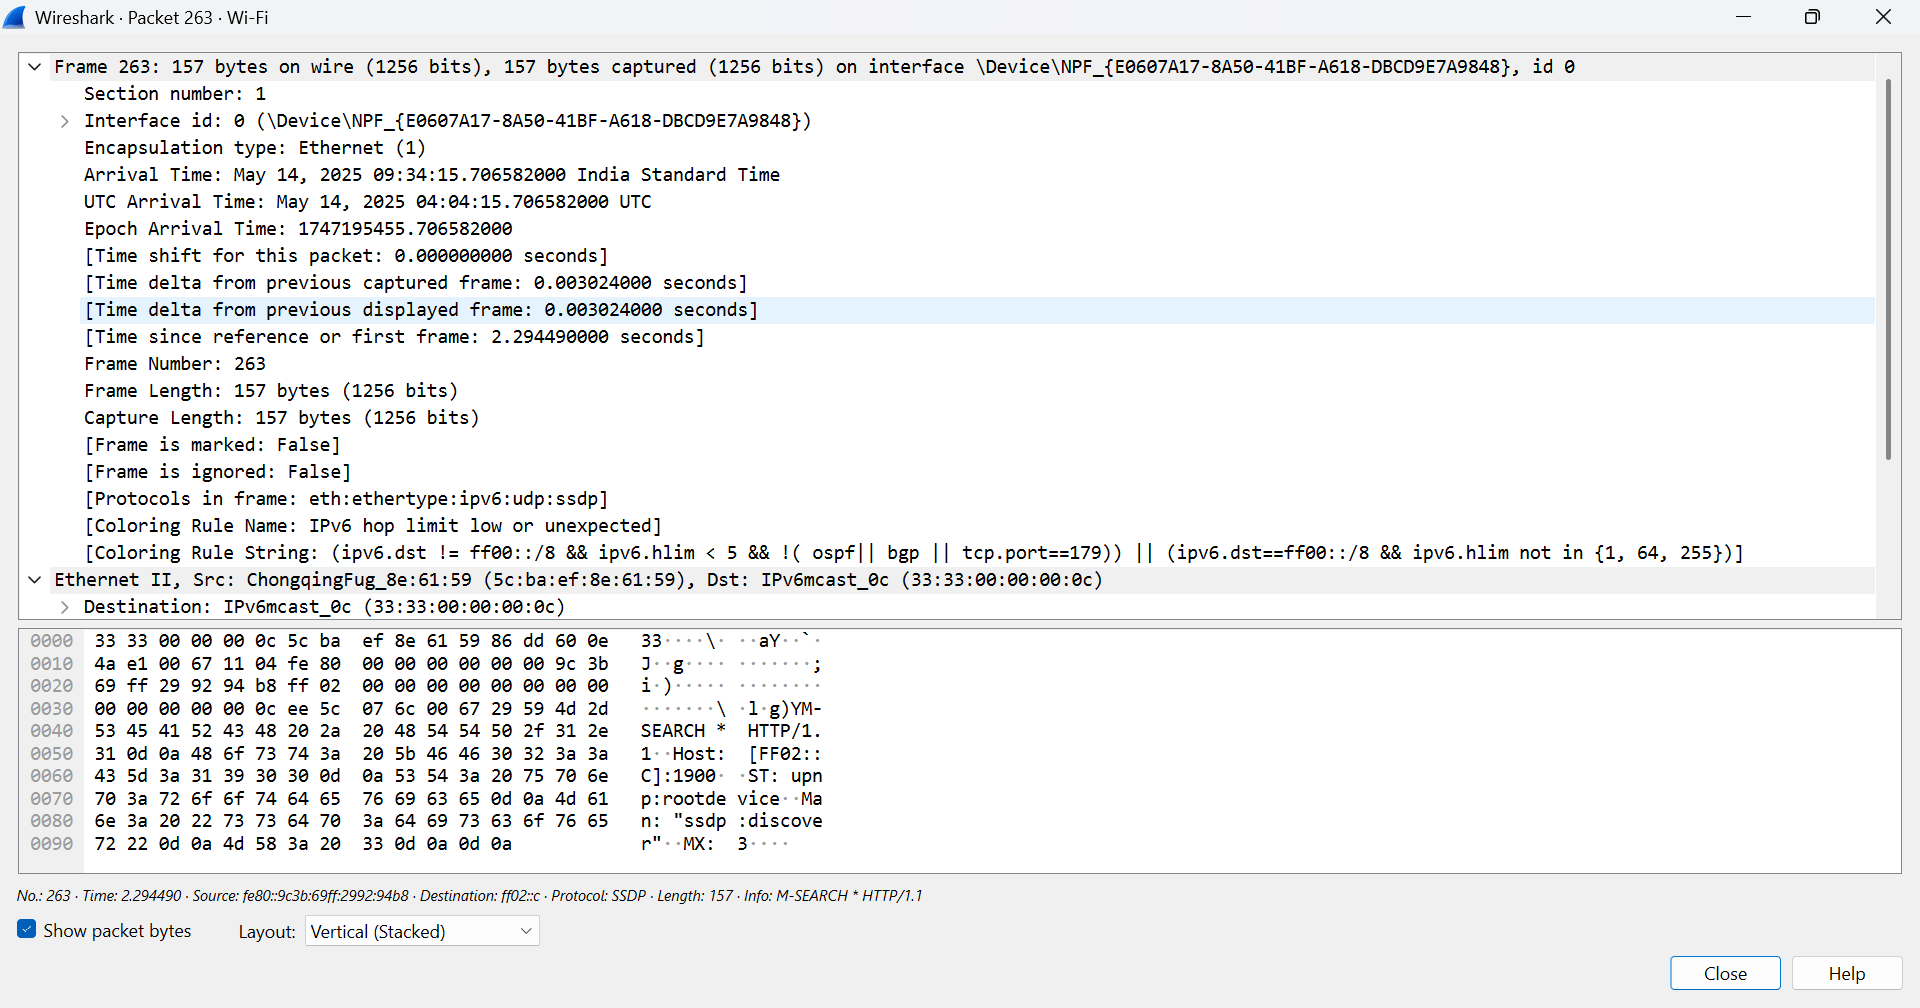 Wireshark · Packet 263 · Wi-Fi
Frame 263: 157 bytes on wire (1256 bits), 157 bytes captured (1256 bits) on interface \Device\NPF_{E0607A17-8A50-41BF-A618-DBCD9E7A9848}, id 0
Section number: 1
Interface id: 0 (\Device\NPF_{E0607A17-8A50-41BF-A618-DBCD9E7A9848})
Encapsulation type: Ethernet (1)
Arrival Time: May 14, 2025 09:34:15.706582000 India Standard Time
UTC Arrival Time: May 14, 2025 04:04:15.706582000 UTC
Epoch Arrival Time: 1747195455.706582000
[Time shift for this packet: 0.000000000 seconds]
[Time delta from previous captured frame: 0.003024000 seconds]
[Time delta from previous displayed frame: 0.003024000 seconds]
[Time since reference or first frame: 2.294490000 seconds]
Frame Number: 263
Frame Length: 157 bytes (1256 bits)
Capture Length: 157 bytes (1256 bits)
[Frame is marked: False]
[Frame is ignored: False]
[Protocols in frame: eth:ethertype:ipv6:udp:ssdp]
[Coloring Rule Name: IPv6 hop limit low or unexpected]
[Coloring Rule String: (ipv6.dst != ff00::/8 && ipv6.hlim < 5 && !( ospf|| bgp || tcp.port==179)) || (ipv6.dst==ff00::/8 && ipv6.hlim not in {1, 64, 255})]
Ethernet II, Src: ChongqingFug_8e:61:59 (5c:ba:ef:8e:61:59), Dst: IPv6mcast_0c (33:33:00:00:00:0c)
Destination: IPv6mcast_0c (33:33:00:00:00:0c)
0000 33 33 00 00 00 0c 5c ba ef 8e 61 59 86 dd 60 0e 33····\· ··aY··`·
0010 4a e1 00 67 11 04 fe 80 00 00 00 00 00 00 9c 3b J··g···· ·······;
0020 69 ff 29 92 94 b8 ff 02 00 00 00 00 00 00 00 00 i·)····· ········
0030 00 00 00 00 00 0c ee 5c 07 6c 00 67 29 59 4d 2d ·······\ ·l·g)YM-
0040 53 45 41 52 43 48 20 2a 20 48 54 54 50 2f 31 2e SEARCH * HTTP/1.
0050 31 0d 0a 48 6f 73 74 3a 20 5b 46 46 30 32 3a 3a 1··Host: [FF02::
0060 43 5d 3a 31 39 30 30 0d 0a 53 54 3a 20 75 70 6e C]:1900· ·ST: upn
0070 70 3a 72 6f 6f 74 64 65 76 69 63 65 0d 0a 4d 61 p:rootde vice··Ma
0080 6e 3a 20 22 73 73 64 70 3a 64 69 73 63 6f 76 65 n: "ssdp :discove
0090 72 22 0d 0a 4d 58 3a 20 33 0d 0a 0d 0a r"··MX: 3····
No.: 263 · Time: 2.294490 · Source: fe80::9c3b:69ff:2992:94b8 · Destination: ff02::c · Protocol: SSDP · Length: 157 · Info: M-SEARCH * HTTP/1.1
Show packet bytes Layout: Vertical (Stacked)
Close Help